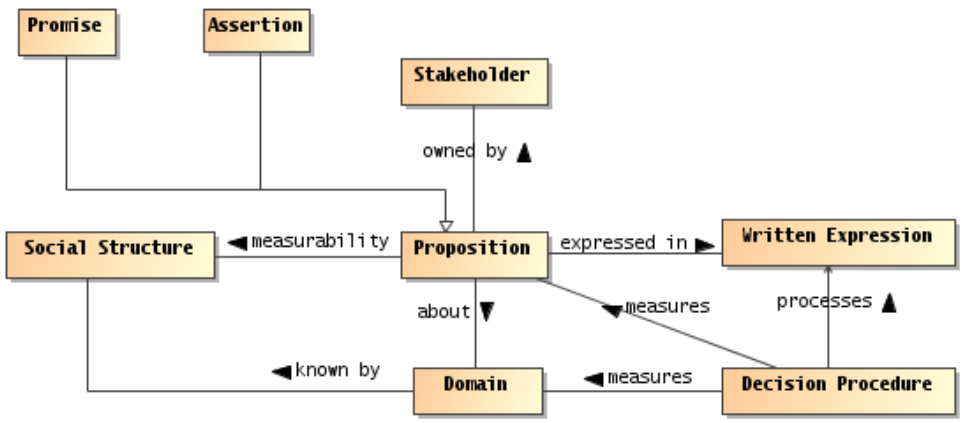 Promise
Assertion
Stakeholder
owned by
Social Structure
measurability
Proposition
expressed in
Written Expression
about
measures
processes
known by
Domain
measures
Decision Procedure